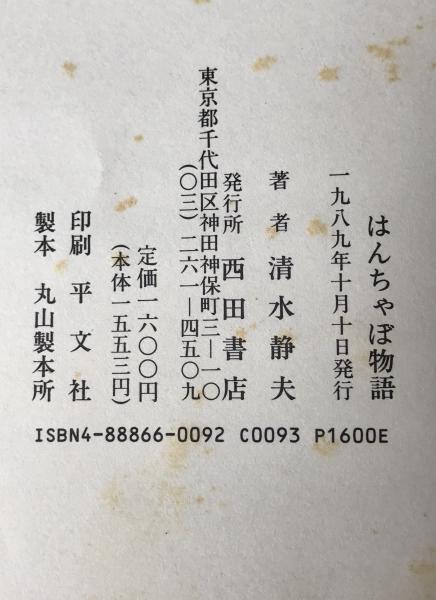 はんちゃぼ物語
一九八九年十月十日発行
著者 清水静夫
発行所 西田書店
東京都千代田区神田神保町三―一〇
(〇三)二六一―四五〇九
定価一六〇〇円
(本体一五五三円)
印刷 平文社
製本 丸山製本所
ISBN4-88866-0092 C0093 P1600E